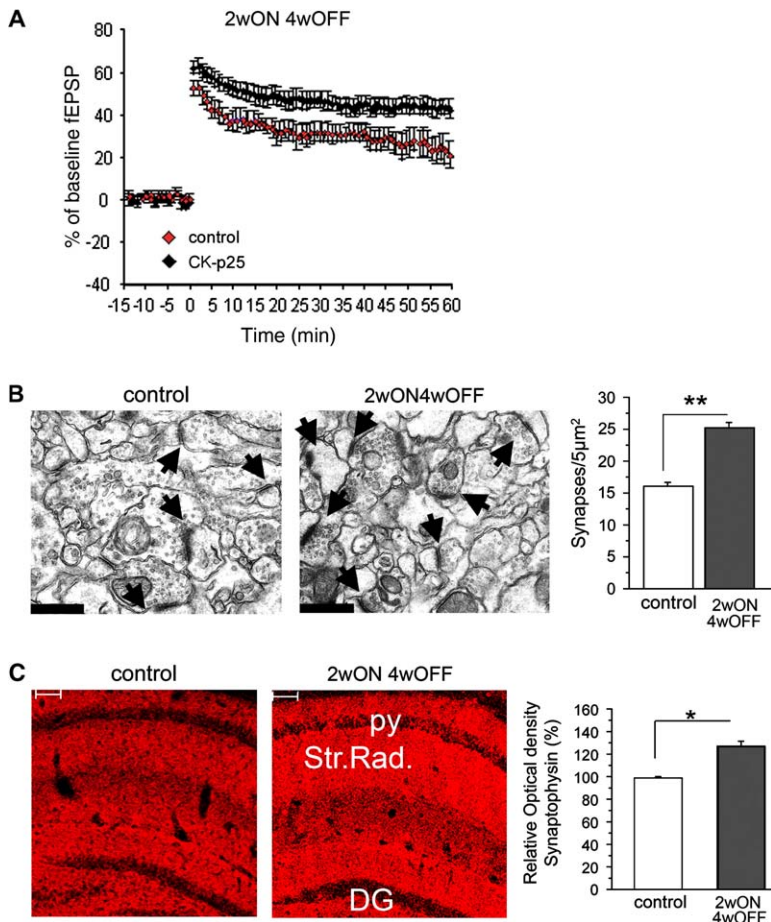 A
2wON 4wOFF
% of baseline fEPSP
80
60
40
20
0
-20
-40
control
CK-p25
-15 -10 -5 0 5 10 15 20 25 30 35 40 45 50 55 60
Time (min)
B
control
2wON4wOFF
Synapses/5µm²
30
25
20
15
10
5
0
**
control
2wON
4wOFF
C
control
2wON 4wOFF
py
Str.Rad.
DG
Relative Optical density
Synaptophysin (%)
160
140
120
100
80
60
40
20
0
*
control
2wON
4wOFF